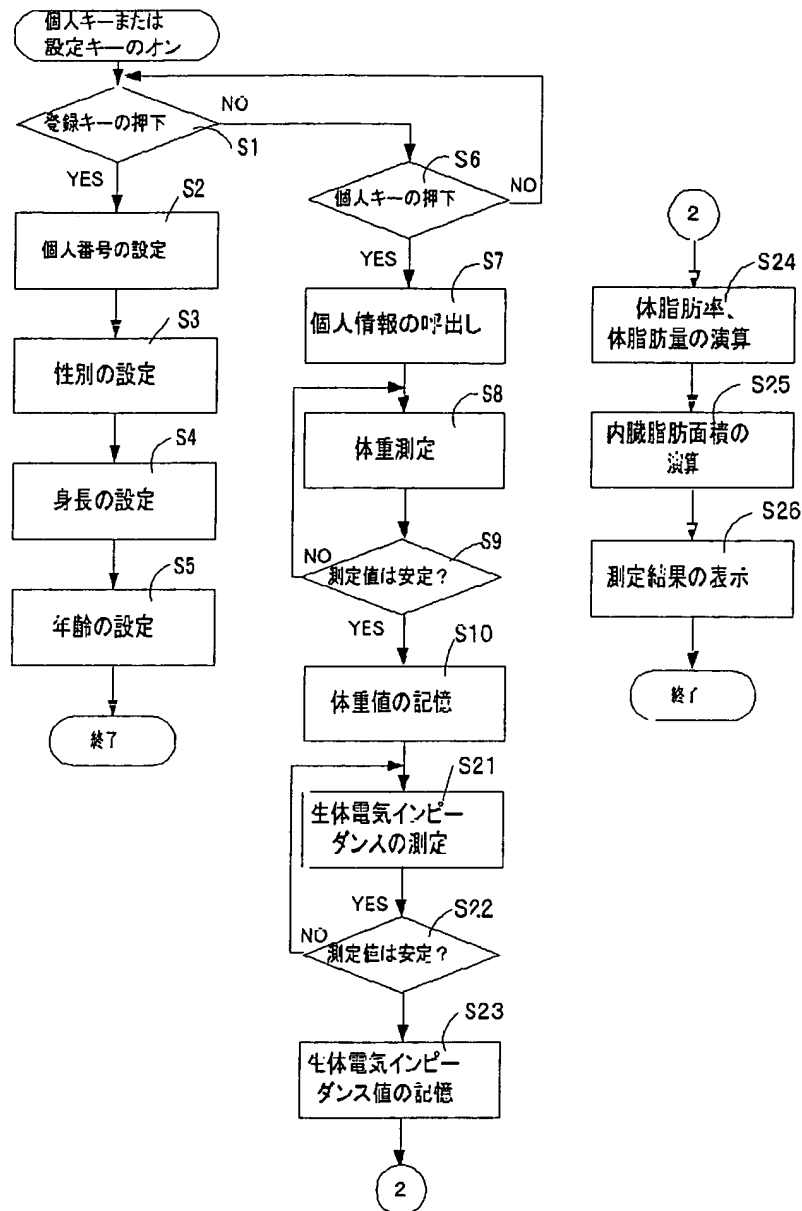 個人キーまたは
設定キーのオン
登録キーの押下
S1
NO
YES
S2
個人番号の設定
S3
性別の設定
S4
身長の設定
S5
年齢の設定
終了
S6
個人キーの押下
NO
YES
S7
個人情報の呼出し
S8
体重測定
S9
NO
測定値は安定?
YES
S10
体重値の記憶
S21
生体電気インピー
ダンスの測定
YES
S22
NO
測定値は安定?
S23
生体電気インピー
ダンス値の記憶
2
2
S24
体脂肪率、
体脂肪量の演算
S25
内臓脂肪面積の
演算
S26
測定結果の表示
終了